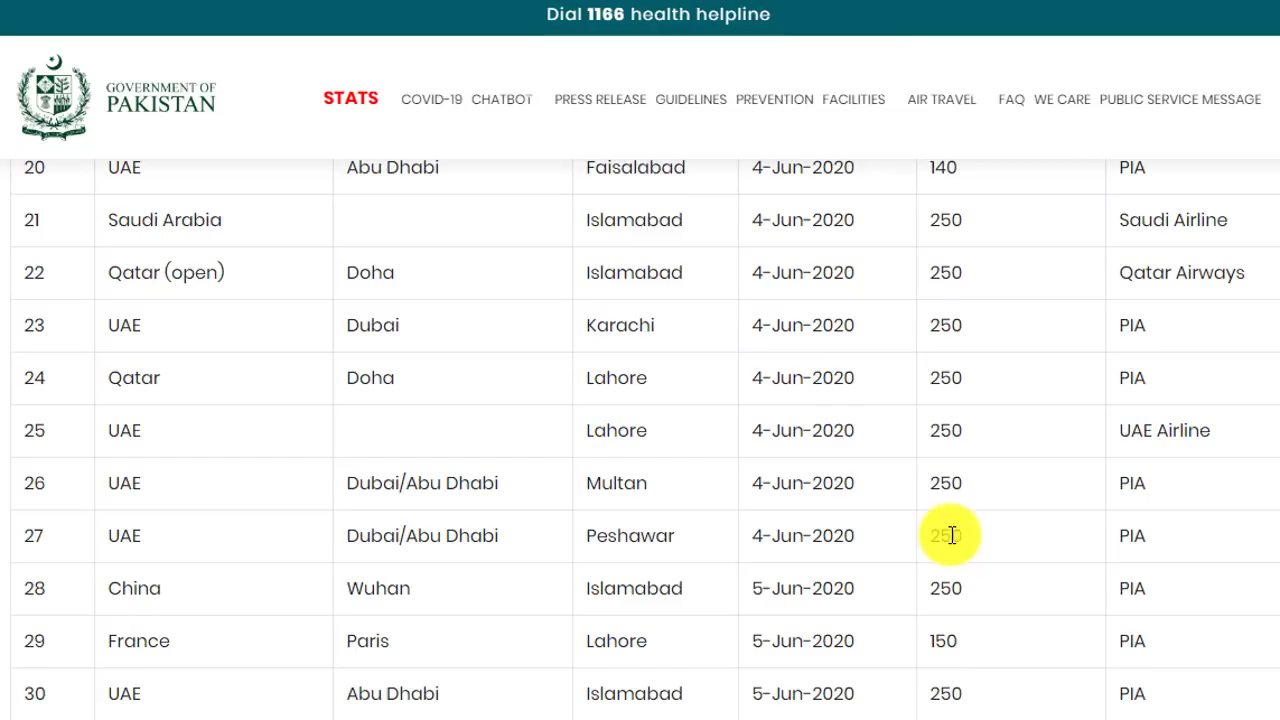 Dial 1166 health helpline
GOVERNMENT OF
PAKISTAN
STATS COVID-19 CHATBOT PRESS RELEASE GUIDELINES PREVENTION FACILITIES AIR TRAVEL FAQ WE CARE PUBLIC SERVICE MESSAGE
20 UAE Abu Dhabi Faisalabad 4-Jun-2020 140 PIA
21 Saudi Arabia Islamabad 4-Jun-2020 250 Saudi Airline
22 Qatar (open) Doha Islamabad 4-Jun-2020 250 Qatar Airways
23 UAE Dubai Karachi 4-Jun-2020 250 PIA
24 Qatar Doha Lahore 4-Jun-2020 250 PIA
25 UAE Lahore 4-Jun-2020 250 UAE Airline
26 UAE Dubai/Abu Dhabi Multan 4-Jun-2020 250 PIA
27 UAE Dubai/Abu Dhabi Peshawar 4-Jun-2020 250 PIA
28 China Wuhan Islamabad 5-Jun-2020 250 PIA
29 France Paris Lahore 5-Jun-2020 150 PIA
30 UAE Abu Dhabi Islamabad 5-Jun-2020 250 PIA